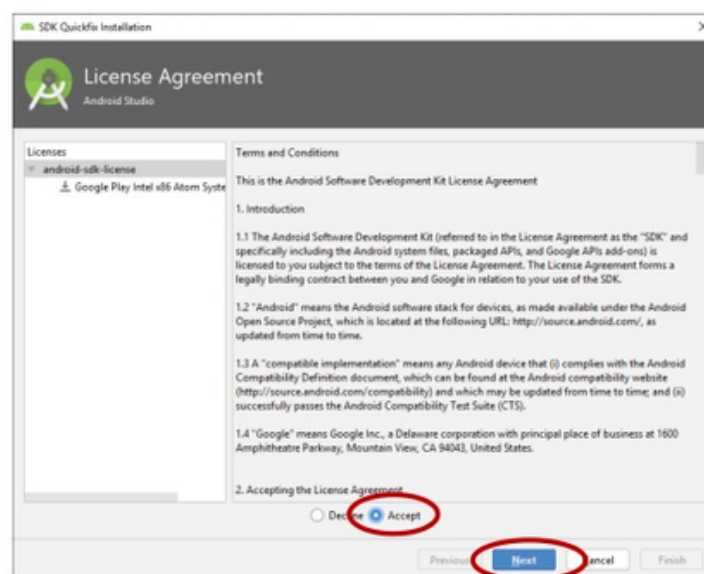 SDK Quickfix Installation
License Agreement
Android Studio
Licenses
android-sdk-license
Google Play Intel x86 Atom Syste
Terms and Conditions
This is the Android Software Development Kit License Agreement
1. Introduction
1.1 The Android Software Development Kit (referred to in the License Agreement as the "SDK" and
specifically including the Android system files, packaged APIs, and Google APIs add-ons) is
licensed to you subject to the terms of the License Agreement. The License Agreement forms a
legally binding contract between you and Google in relation to your use of the SDK.
1.2 "Android" means the Android software stack for devices, as made available under the Android
Open Source Project, which is located at the following URL: http://source.android.com/, as
updated from time to time.
1.3 A "compatible implementation" means any Android device that (i) complies with the Android
Compatibility Definition document, which can be found at the Android compatibility website
(http://source.android.com/compatibility) and which may be updated from time to time; and (ii)
successfully passes the Android Compatibility Test Suite (CTS).
1.4 "Google" means Google Inc., a Delaware corporation with principal place of business at 1600
Amphitheatre Parkway, Mountain View, CA 94043, United States.
2. Accepting the License Agreement
Decline Accept
Previous Next Cancel Finish